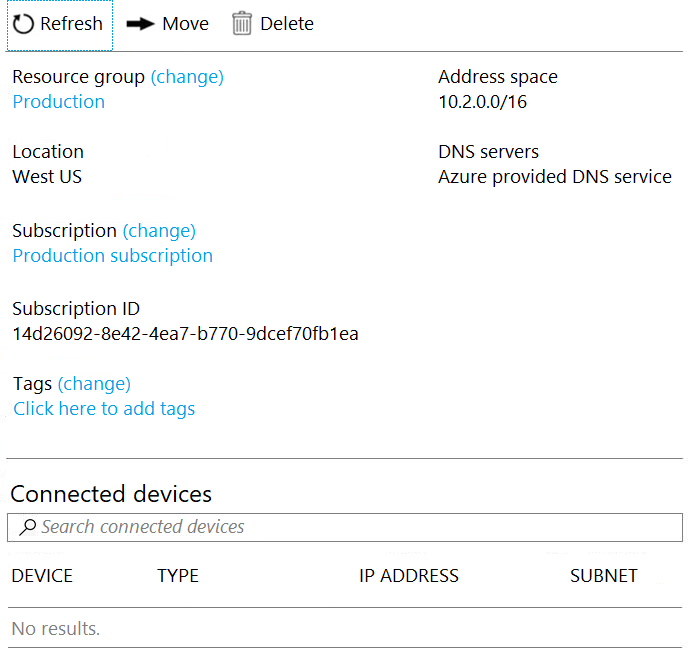 Refresh Move Delete
Resource group (change)
Production
Address space
10.2.0.0/16
Location
West US
DNS servers
Azure provided DNS service
Subscription (change)
Production subscription
Subscription ID
14d26092-8e42-4ea7-b770-9dcef70fb1ea
Tags (change)
Click here to add tags
Connected devices
Search connected devices
DEVICE TYPE IP ADDRESS SUBNET
No results.